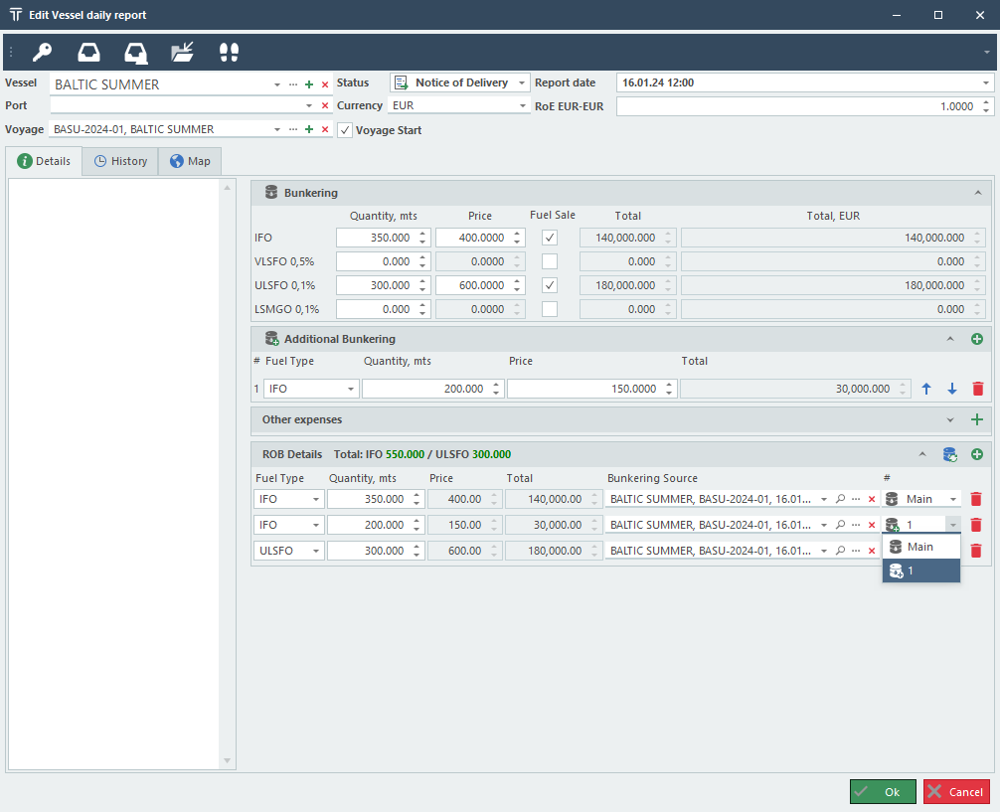 Edit Vessel daily report
Vessel BALTIC SUMMER Status Notice of Delivery Report date 16.01.24 12:00
Port Currency EUR RoE EUR-EUR 1.0000
Voyage BASU-2024-01, BALTIC SUMMER Voyage Start
Details History Map
Bunkering
Quantity, mts Price Fuel Sale Total Total, EUR
IFO 350.000 400.0000 140,000.000 140,000.000
VLSFO 0,5% 0.000 0.0000 0.000 0.000
ULSFO 0,1% 300.000 600.0000 180,000.000 180,000.000
LSMGO 0,1% 0.000 0.0000 0.000 0.000
Additional Bunkering
# Fuel Type Quantity, mts Price Total
1 IFO 200.000 150.0000 30,000.000
Other expenses
ROB Details Total: IFO 550.000 / ULSFO 300.000
Fuel Type Quantity, mts Price Total Bunkering Source #
IFO 350.000 400.00 140,000.00 BALTIC SUMMER, BASU-2024-01, 16.01... Main
IFO 200.000 150.00 30,000.00 BALTIC SUMMER, BASU-2024-01, 16.01... 1
ULSFO 300.000 600.00 180,000.00 BALTIC SUMMER, BASU-2024-01, 16.01...
Main
1
Ok Cancel